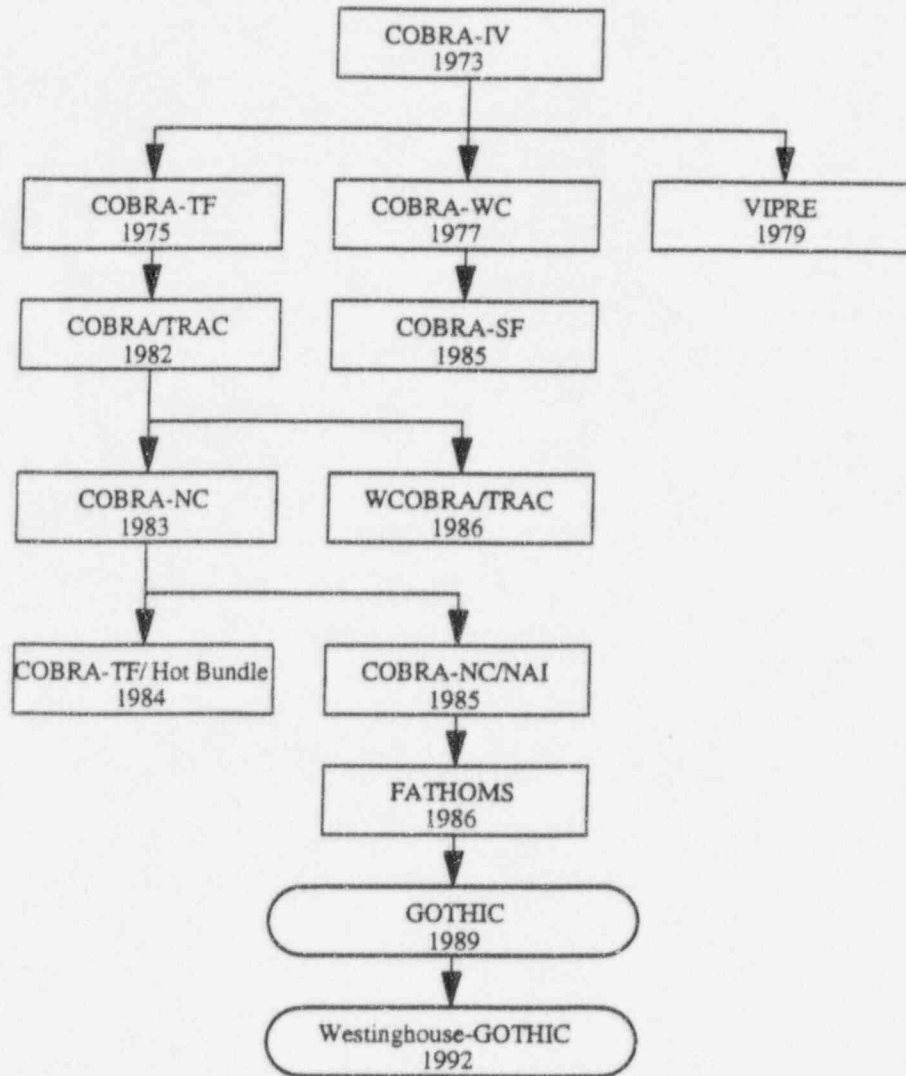 COBRA-IV
1973
COBRA-TF
1975
COBRA-WC
1977
VIPRE
1979
COBRA/TRAC
1982
COBRA-SF
1985
COBRA-NC
1983
WCOBRA/TRAC
1986
COBRA-TF/ Hot Bundle
1984
COBRA-NC/NAI
1985
FATHOMS
1986
GOTHIC
1989
Westinghouse-GOTHIC
1992